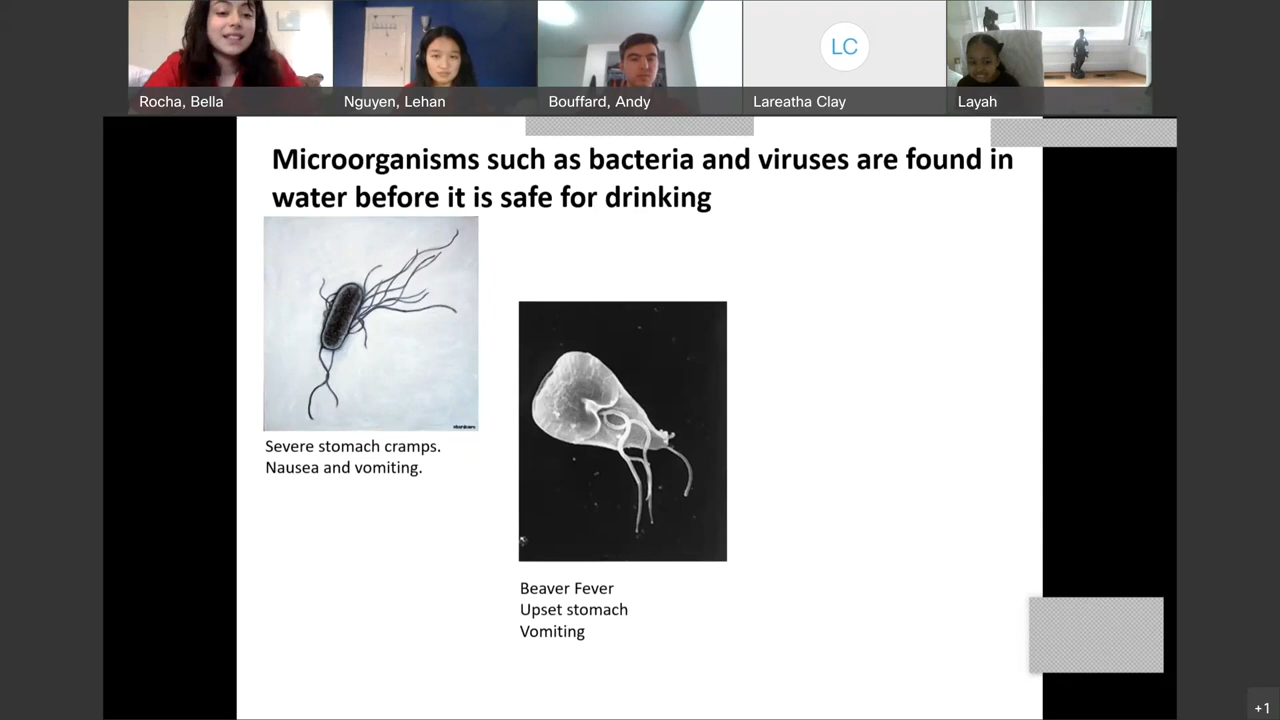 LC
Rocha, Bella
Nguyen, Lehan
Bouffard, Andy
Lareatha Clay
Layah
Microorganisms such as bacteria and viruses are found in
water before it is safe for drinking
Severe stomach cramps.
Nausea and vomiting.
Beaver Fever
Upset stomach
Vomiting
+1